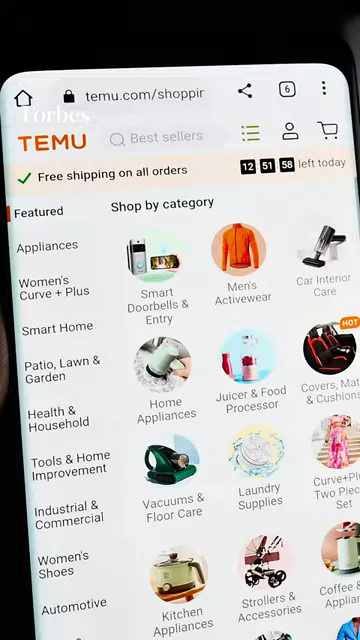 temu.com/shoppir
6
Forbes
TEMU
Best sellers
Free shipping on all orders
12 51 58 left today
Featured
Shop by category
Appliances
Women's
Curve + Plus
Smart Home
Patio, Lawn &
Garden
Health &
Household
Tools & Home
Improvement
Industrial &
Commercial
Women's
Shoes
Automotive
Smart
Doorbells &
Entry
Men's
Activewear
Car Interior
Care
Home
Appliances
Juicer & Food
Processor
HOT
Covers, Mat
& Cushions
Vacuums &
Floor Care
Laundry
Supplies
Curve+Plu
Two Piece
Set
Kitchen
Appliances
Strollers &
Accessories
Coffee &
Applian